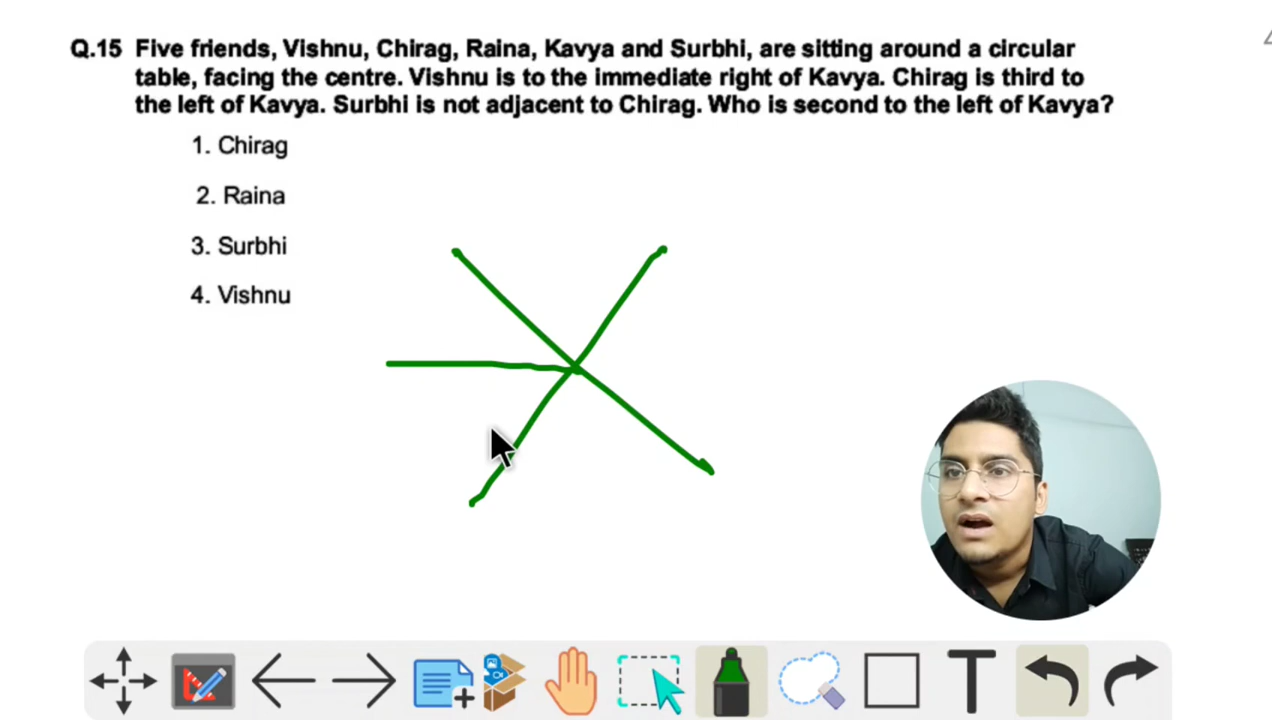 Q.15 Five friends, Vishnu, Chirag, Raina, Kavya and Surbhi, are sitting around a circular
table, facing the centre. Vishnu is to the immediate right of Kavya. Chirag is third to
the left of Kavya. Surbhi is not adjacent to Chirag. Who is second to the left of Kavya?
1. Chirag
2. Raina
3. Surbhi
4. Vishnu
T